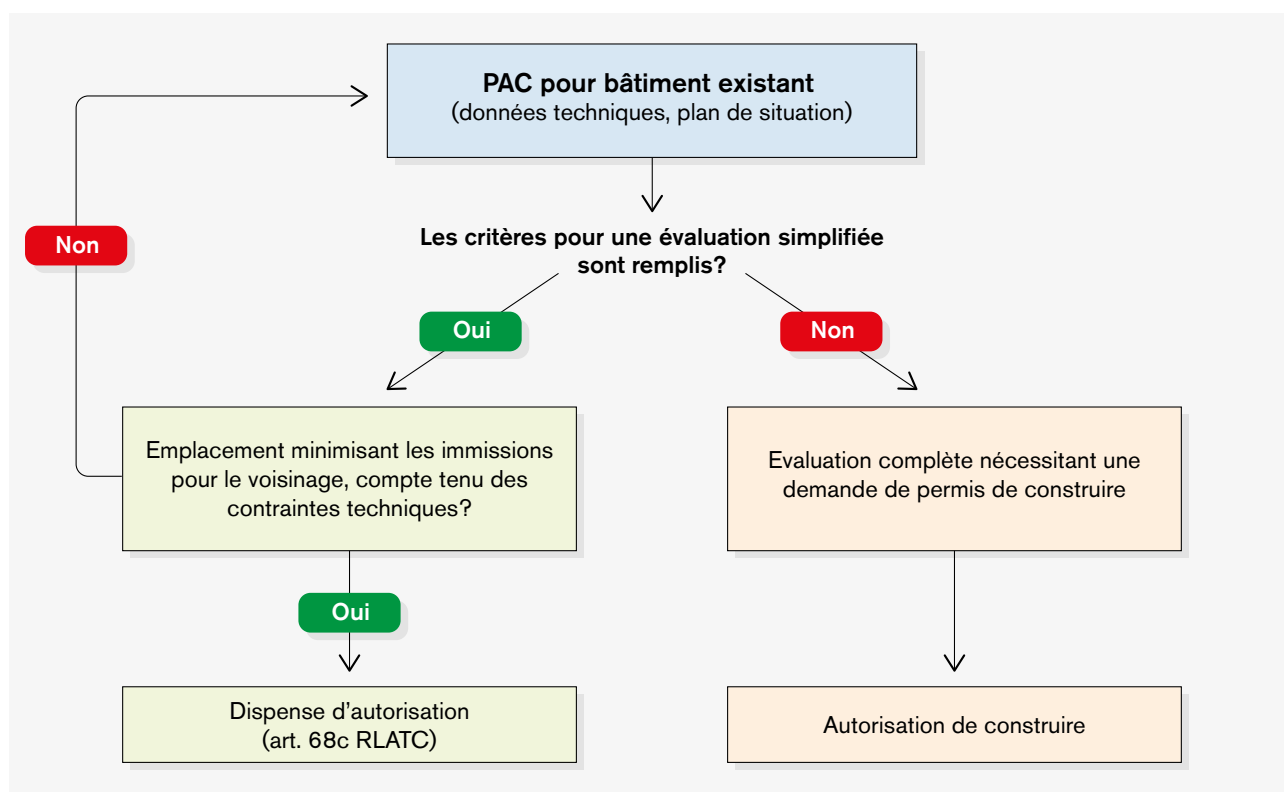 PAC pour bâtiment existant
(données techniques, plan de situation)
Non
Les critères pour une évaluation simplifiée
sont remplis?
Oui
Non
Emplacement minimisant les immissions
pour le voisinage, compte tenu des
contraintes techniques?
Evaluation complète nécessitant une
demande de permis de construire
Oui
Dispense d'autorisation
(art. 68c RLATC)
Autorisation de construire